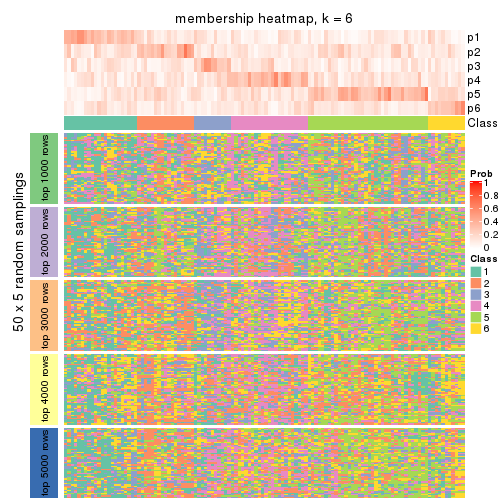 membership heatmap, k = 6
p1
p2
p3
p4
p5
p6
Class
50 x 5 random samplings
top 1000 rows
top 2000 rows
top 3000 rows
top 4000 rows
top 5000 rows
Prob
1
0.8
0.6
0.4
0.2
0
Class
1
2
3
4
5
6